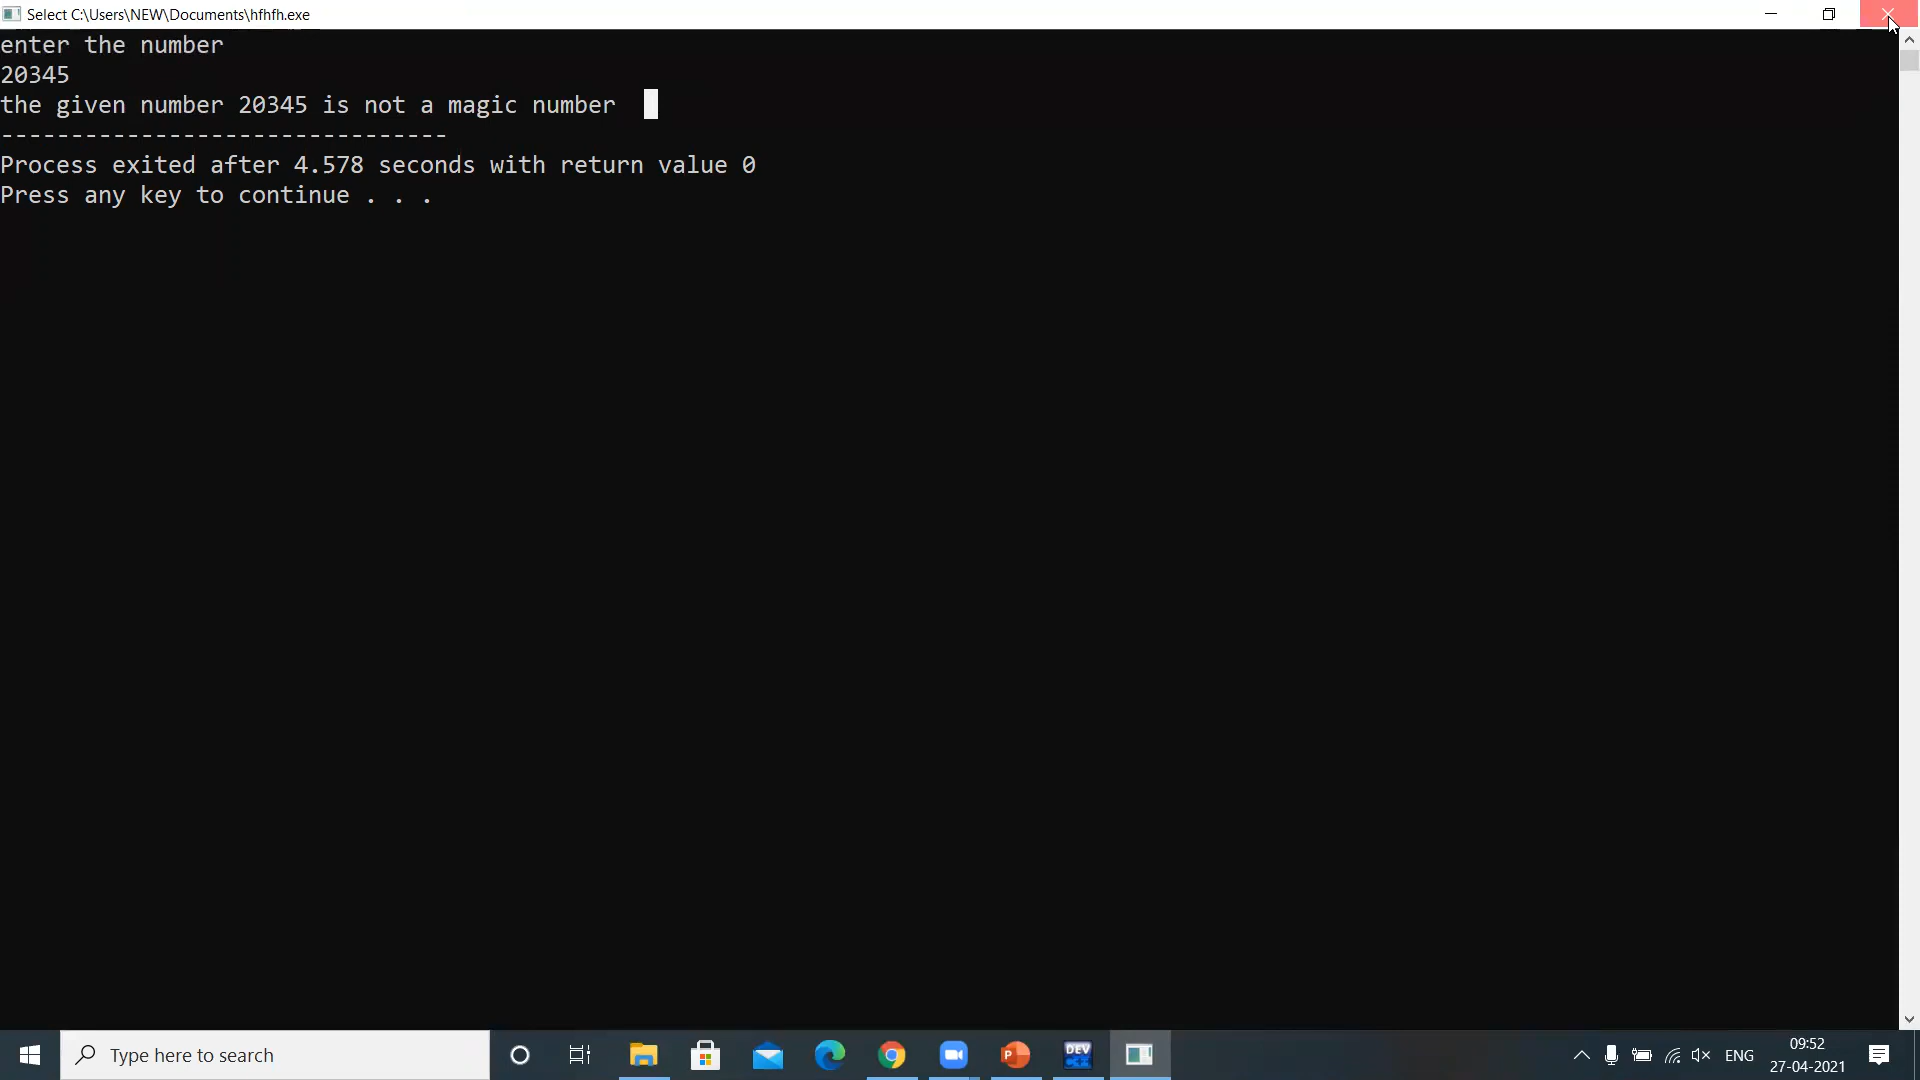 Select C:\Users\NEW\Documents\hfhfh.exe
enter the number
20345
the given number 20345 is not a magic number
--------------------------------
Process exited after 4.578 seconds with return value 0
Press any key to continue . . .
Type here to search
DEV
ENG
09:52
27-04-2021